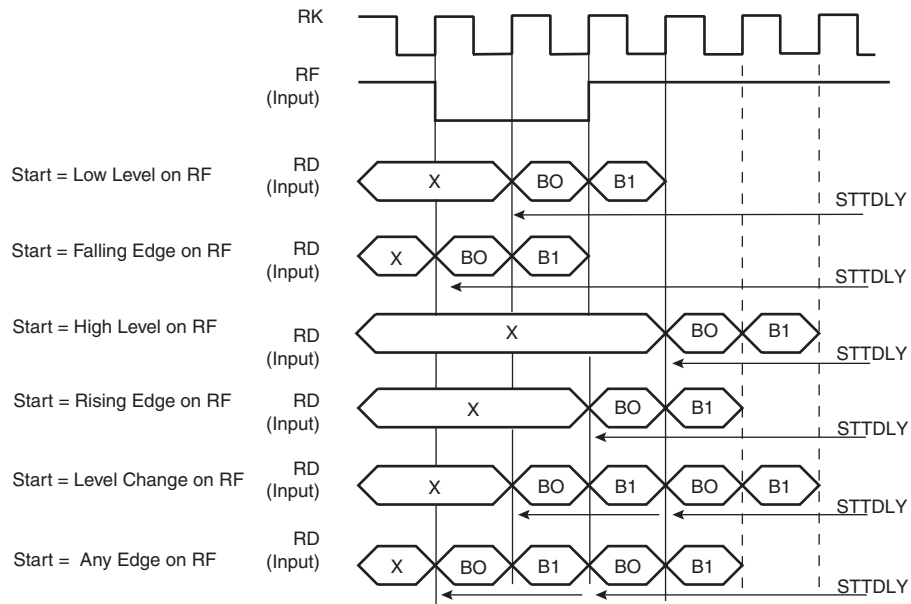 RK
RF
(Input)
Start = Low Level on RF
RD
(Input)
X
BO
B1
STTDLY
Start = Falling Edge on RF
RD
(Input)
X
BO
B1
STTDLY
Start = High Level on RF
RD
(Input)
X
BO
B1
STTDLY
Start = Rising Edge on RF
RD
(Input)
X
BO
B1
STTDLY
Start = Level Change on RF
RD
(Input)
X
BO
B1
BO
B1
STTDLY
Start = Any Edge on RF
RD
(Input)
X
BO
B1
BO
B1
STTDLY